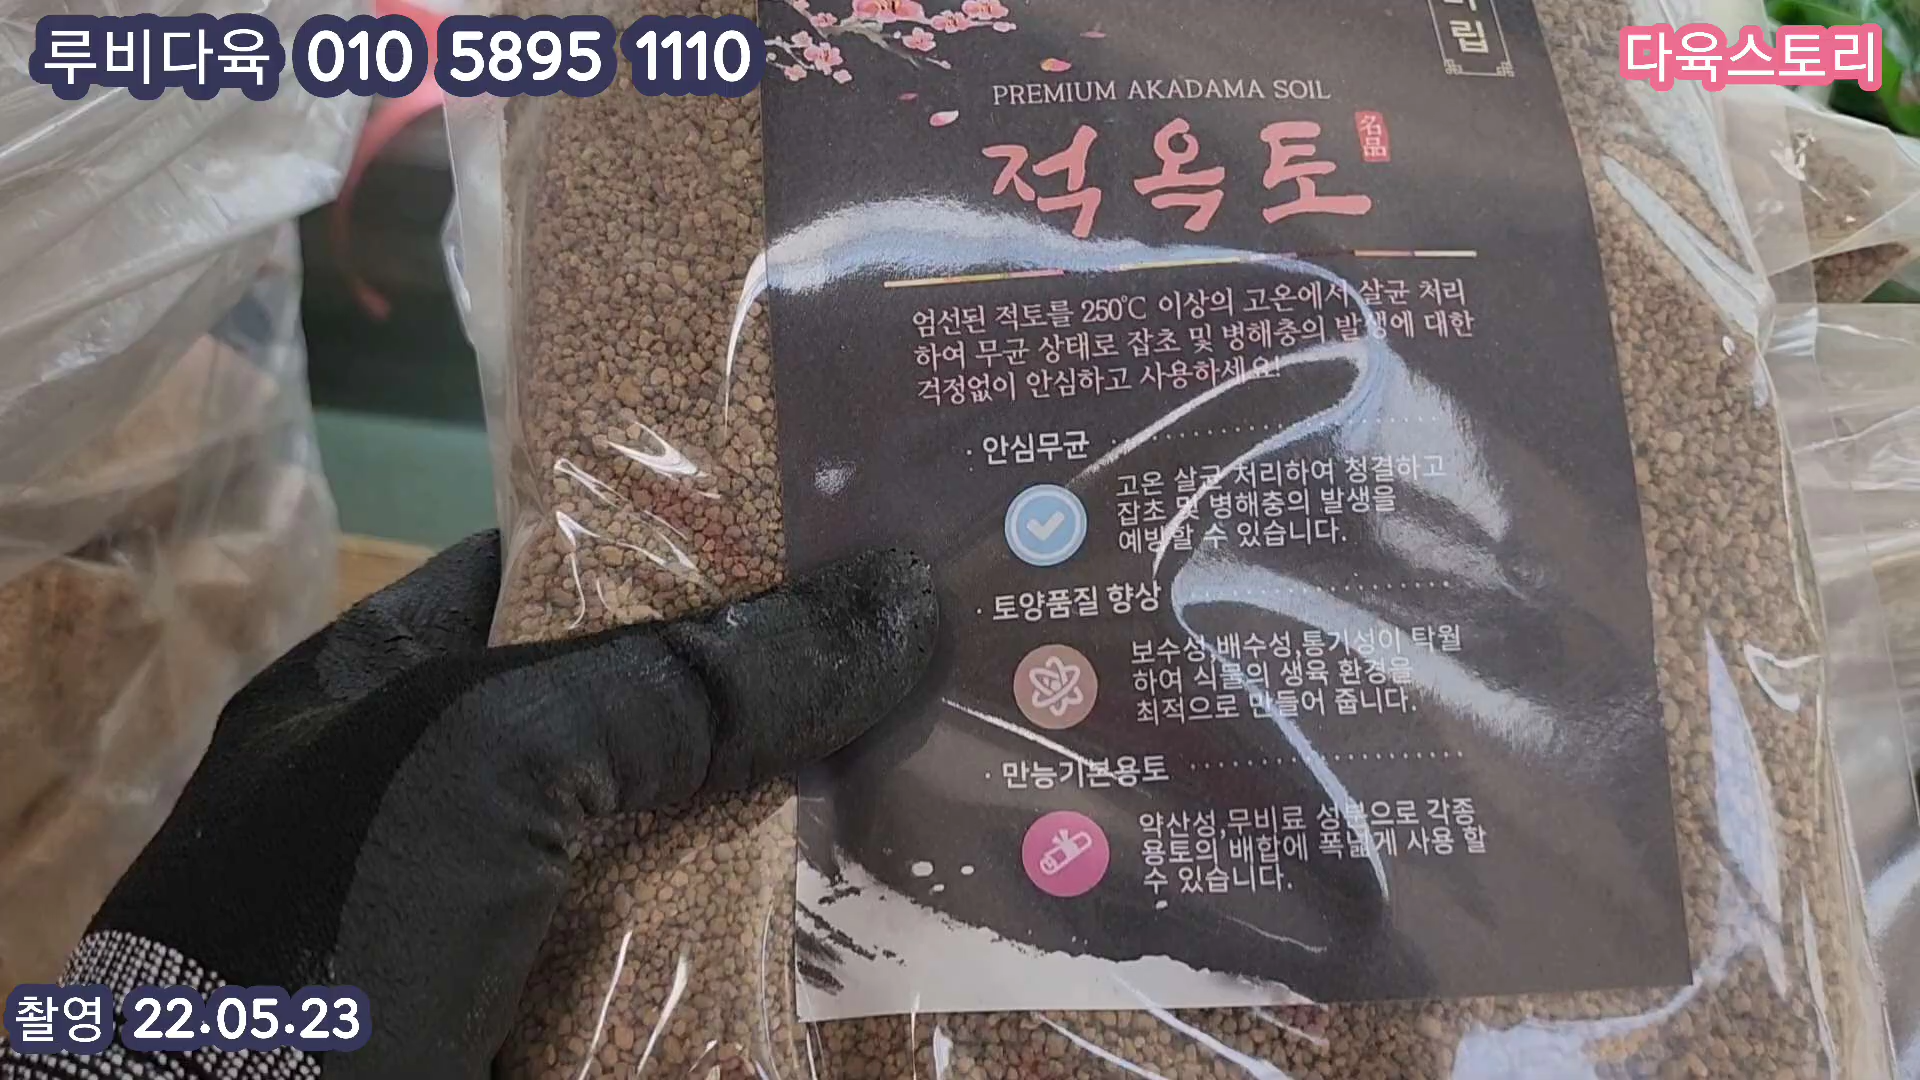 루비다육 010 5895 1110
다육스토리
립
PREMIUM AKADAMA SOIL
적옥토
名品
엄선된 적토를 250℃ 이상의 고온에서 살균 처리
하여 무균 상태로 잡초 및 병해충의 발생에 대한
걱정없이 안심하고 사용하세요!
· 안심무균
고온 살균 처리하여 청결하고
잡초 및 병해충의 발생을
예방할 수 있습니다.
· 토양품질 향상
보수성,배수성,통기성이 탁월
하여 식물의 생육 환경을
최적으로 만들어 줍니다.
· 만능기본용토
약산성,무비료 성분으로 각종
용토의 배합에 폭넓게 사용 할
수 있습니다.
촬영 22.05.23